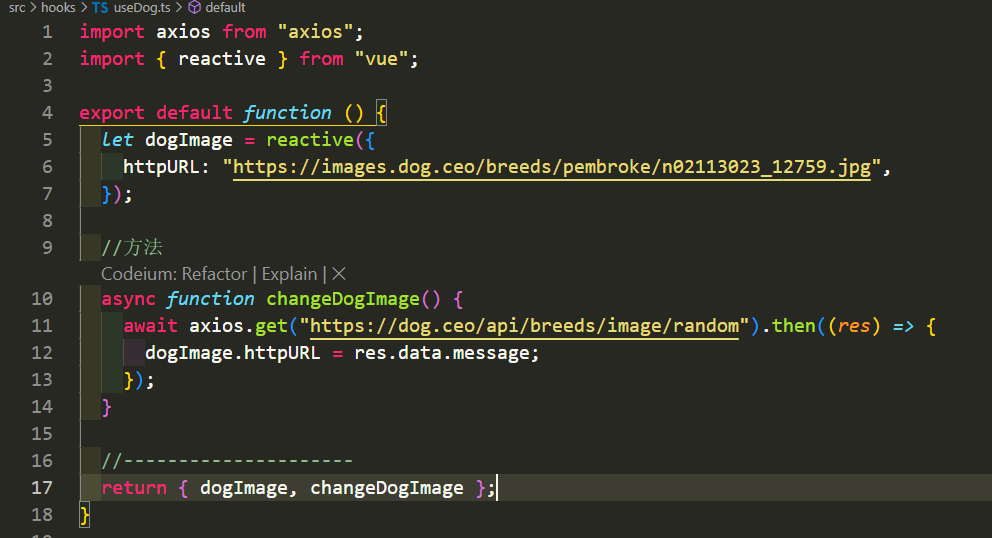 src > hooks > TS useDog.ts > default
1 import axios from "axios";
2 import { reactive } from "vue";
3
4 export default function () {
5 let dogImage = reactive({
6 httpURL: "https://images.dog.ceo/breeds/pembroke/n02113023_12759.jpg",
7 });
8
9 //方法
Codeium: Refactor | Explain | ×
10 async function changeDogImage() {
11 await axios.get("https://dog.ceo/api/breeds/image/random").then((res) => {
12 dogImage.httpURL = res.data.message;
13 });
14 }
15
16 //---------------------
17 return { dogImage, changeDogImage };
18 }